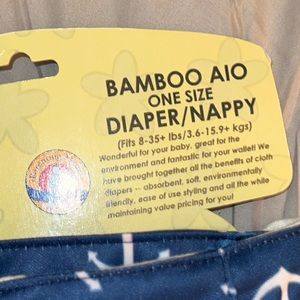 BAMBOO AIO
ONE SIZE
DIAPER/NAPPY
(Fits 8-35+ lbs/3.6-15.9+ kgs)
Wonderful for your baby, great for the
environment and fantastic for your wallet! We
have brought together all the benefits of cloth
diapers -- absorbent, soft, environmentally
friendly, ease of use styling and all the while
maintaining value pricing for you!